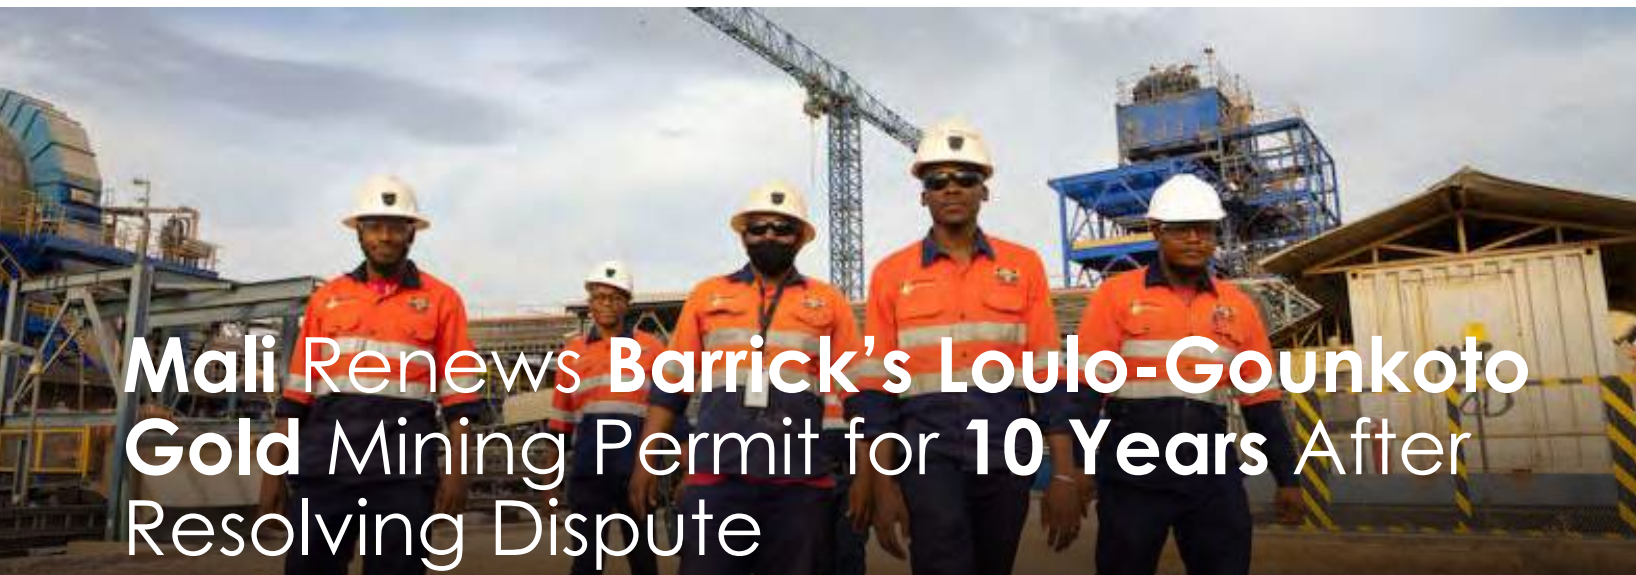 Mali Renews Barrick’s Loulo-Gounkoto
Gold Mining Permit for 10 Years After
Resolving Dispute